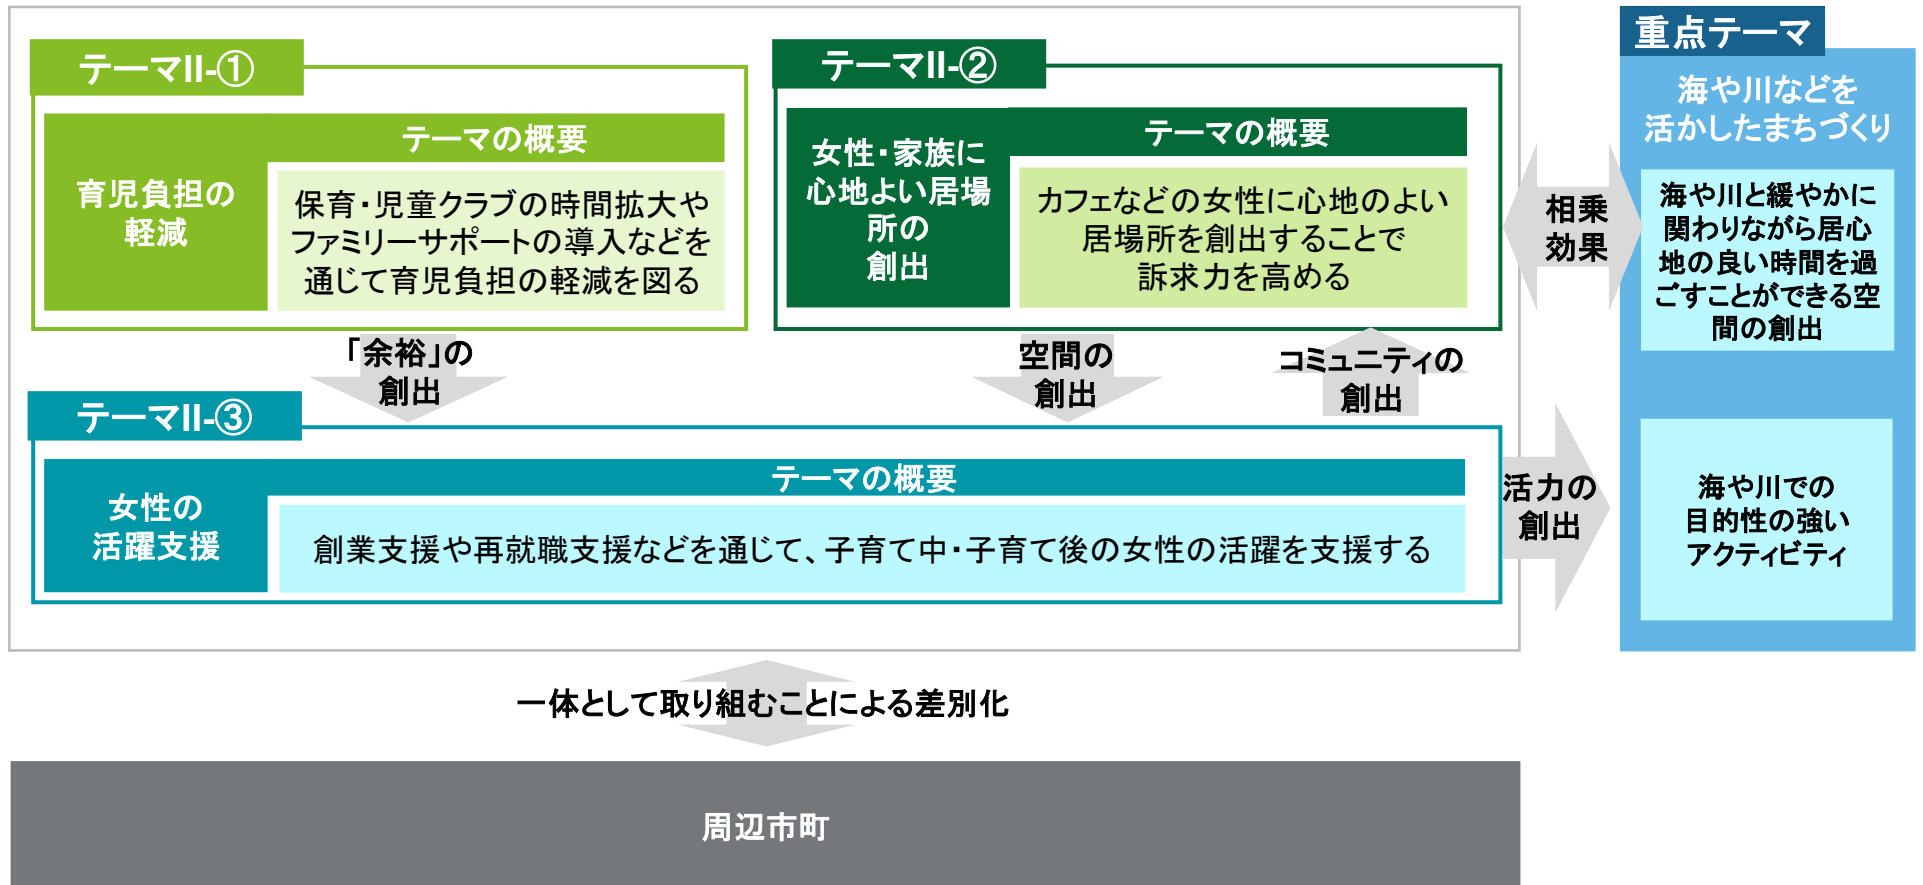 テーマII-①
育児負担の
軽減
テーマの概要
保育・児童クラブの時間拡大や
ファミリーサポートの導入などを
通じて育児負担の軽減を図る
テーマII-②
女性・家族に
心地よい居場
所の
創出
テーマの概要
カフェなどの女性に心地のよい
居場所を創出することで
訴求力を高める
「余裕」の
創出
空間の
創出
コミュニティの
創出
テーマII-③
女性の
活躍支援
テーマの概要
創業支援や再就職支援などを通じて、子育て中・子育て後の女性の活躍を支援する
相乗
効果
活力の
創出
重点テーマ
海や川などを
活かしたまちづくり
海や川と緩やかに
関わりながら居心
地の良い時間を過
ごすことができる空
間の創出
海や川での
目的性の強い
アクティビティ
一体として取り組むことによる差別化
周辺市町